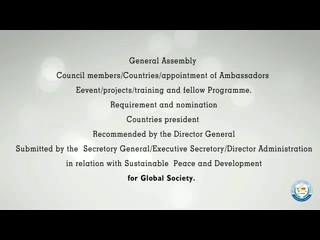 General Assembly
Council members/Countries/appointment of Ambassadors
Eevent/projects/training and fellow Programme.
Requirement and nomination
Countries president
Recommended by the Director General
Submitted by the Secretory General/Executive Secretory/Director Administration
in relation with Sustainable Peace and Development
for Global Society.